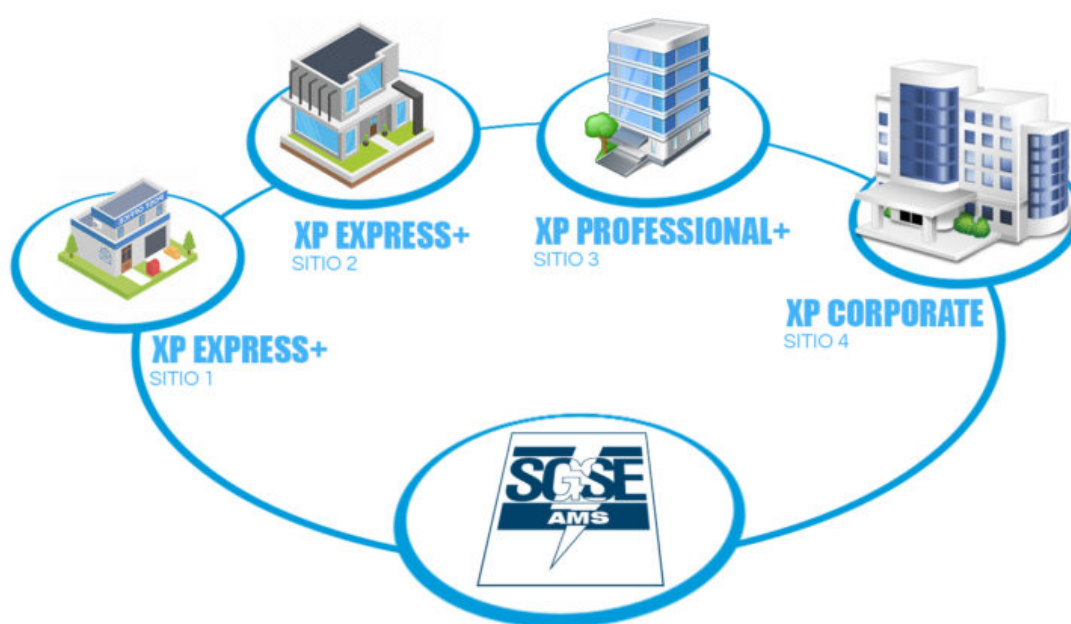 XP EXPRESS+
SITIO 2
XP PROFESSIONAL+
SITIO 3
XP CORPORATE
SITIO 4
XP EXPRESS+
SITIO 1
SGSE
AMS